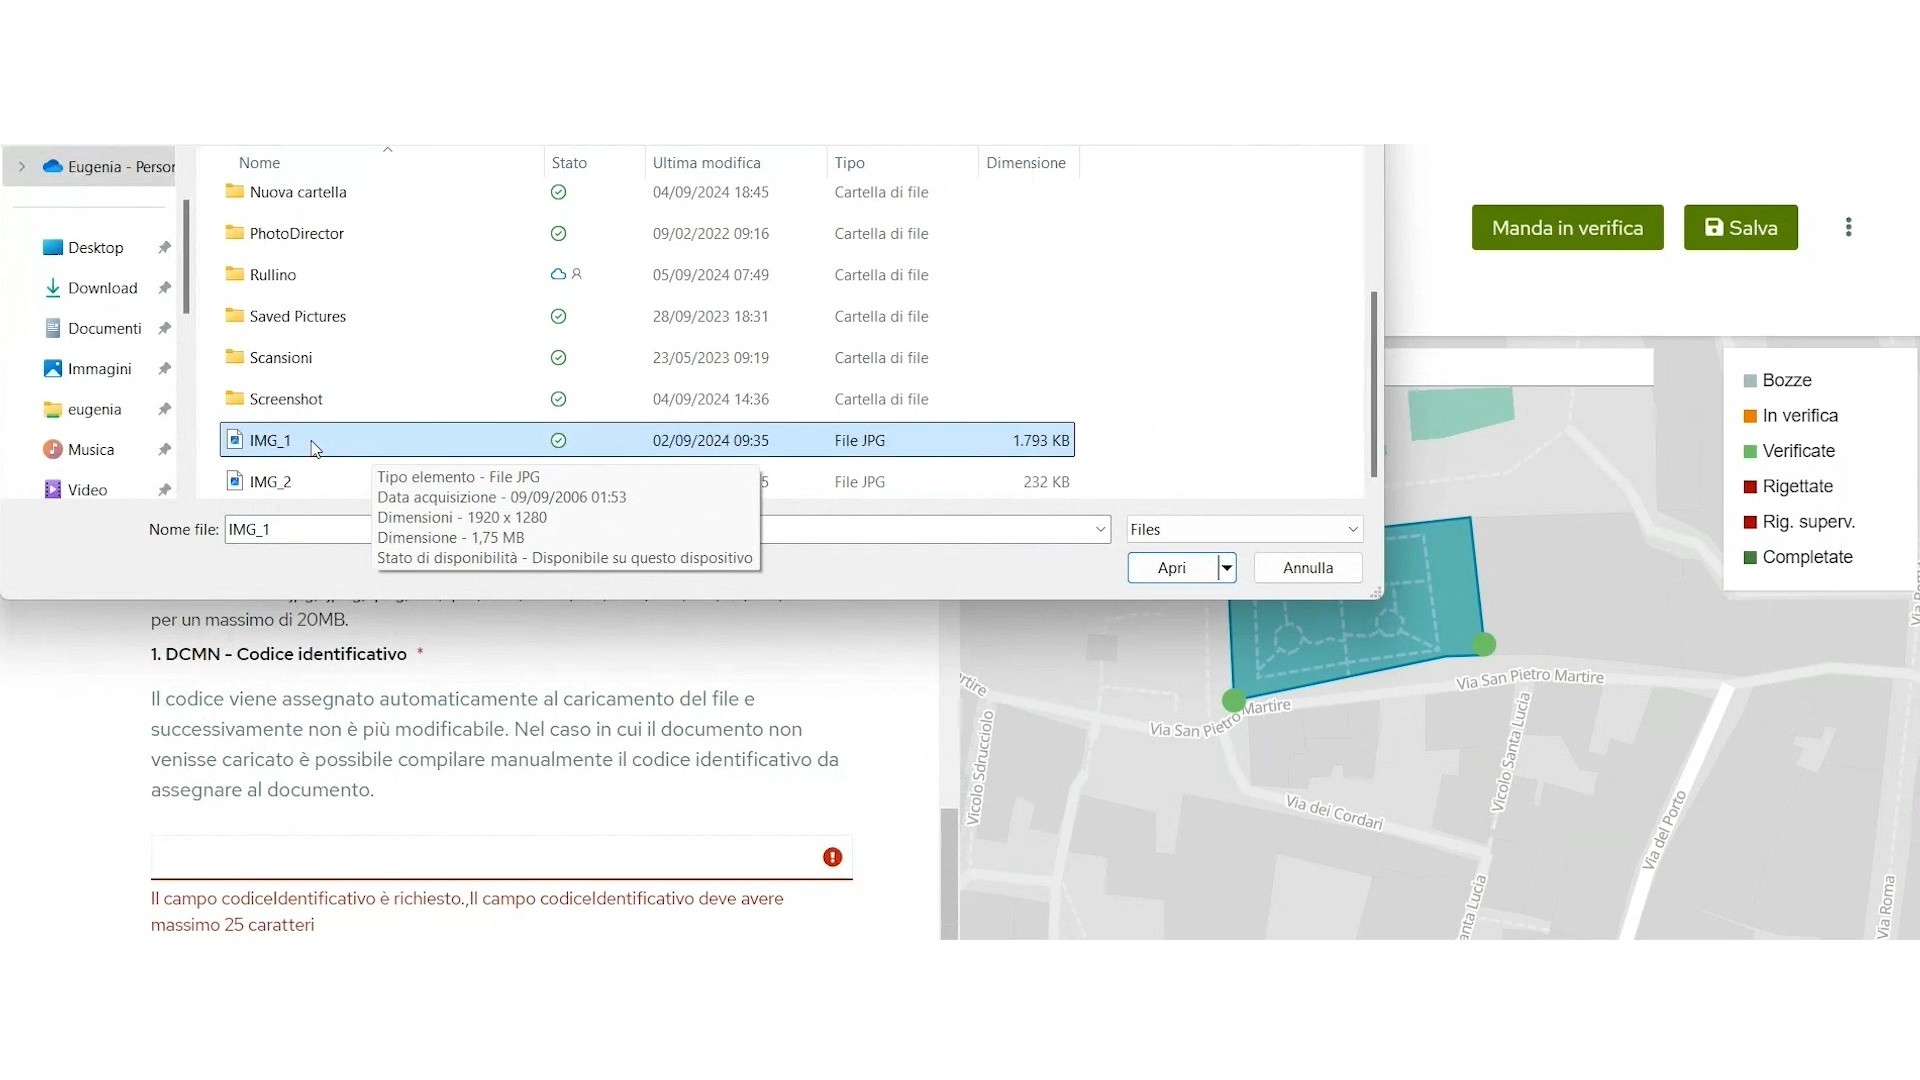 Eugenia - Persor
Nome
Stato
Ultima modifica
Tipo
Dimensione
Nuova cartella
04/09/2024 18:45
Cartella di file
PhotoDirector
09/02/2022 09:16
Cartella di file
Rullino
05/09/2024 07:49
Cartella di file
Saved Pictures
28/09/2023 18:31
Cartella di file
Scansioni
23/05/2023 09:19
Cartella di file
Screenshot
04/09/2024 14:36
Cartella di file
IMG_1
02/09/2024 09:35
File JPG
1.793 KB
IMG_2
5
File JPG
232 KB
Desktop
Download
Documenti
Immagini
eugenia
Musica
Video
Tipo elemento - File JPG
Data acquisizione - 09/09/2006 01:53
Dimensioni - 1920 x 1280
Dimensione - 1,75 MB
Stato di disponibilità - Disponibile su questo dispositivo
Nome file:
IMG_1
Files
Apri
Annulla
Manda in verifica
Salva
Bozze
In verifica
Verificate
Rigettate
Rig. superv.
Completate
per un massimo di 20MB.
1. DCMN - Codice identificativo *
Il codice viene assegnato automaticamente al caricamento del file e
successivamente non è più modificabile. Nel caso in cui il documento non
venisse caricato è possibile compilare manualmente il codice identificativo da
assegnare al documento.
Il campo codiceIdentificativo è richiesto.,Il campo codiceIdentificativo deve avere
massimo 25 caratteri
artire
Via San Pietro Martire
Via San Pietro Martire
Vicolo Sdrucciolo
Vicolo Santa Lucia
Via dei Cordari
Via del Porto
anta Lucia
Via Roma